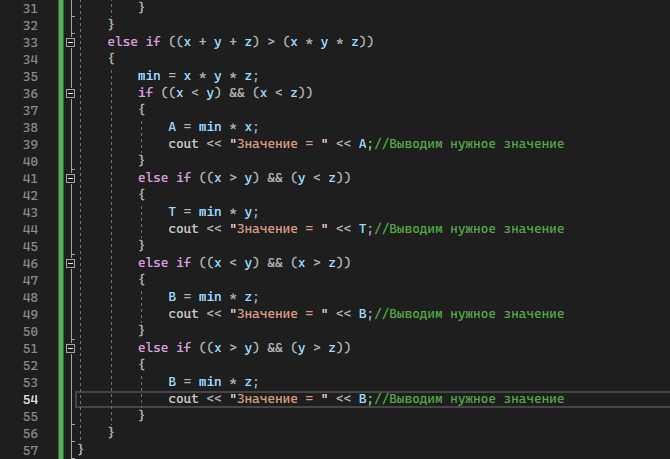 31 }
32 }
33 else if ((x + y + z) > (x * y * z))
34 {
35 min = x * y * z;
36 if ((x < y) && (x < z))
37 {
38 A = min * x;
39 cout << "Значение = " << A;//Выводим нужное значение
40 }
41 else if ((x > y) && (y < z))
42 {
43 T = min * y;
44 cout << "Значение = " << T;//Выводим нужное значение
45 }
46 else if ((x < y) && (x > z))
47 {
48 B = min * z;
49 cout << "Значение = " << B;//Выводим нужное значение
50 }
51 else if ((x > y) && (y > z))
52 {
53 B = min * z;
54 cout << "Значение = " << B;//Выводим нужное значение
55 }
56 }
57 }